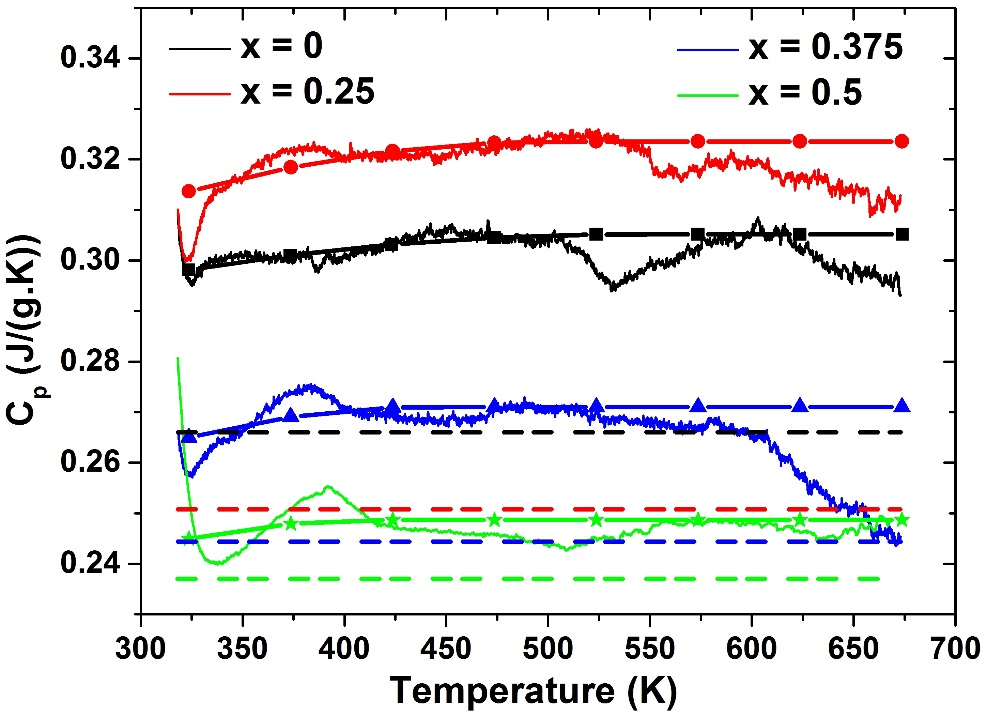 x = 0
x = 0.375
x = 0.25
x = 0.5
0.34
0.32
0.30
0.28
0.26
0.24
C_p (J/(g.K))
300 350 400 450 500 550 600 650 700
Temperature (K)